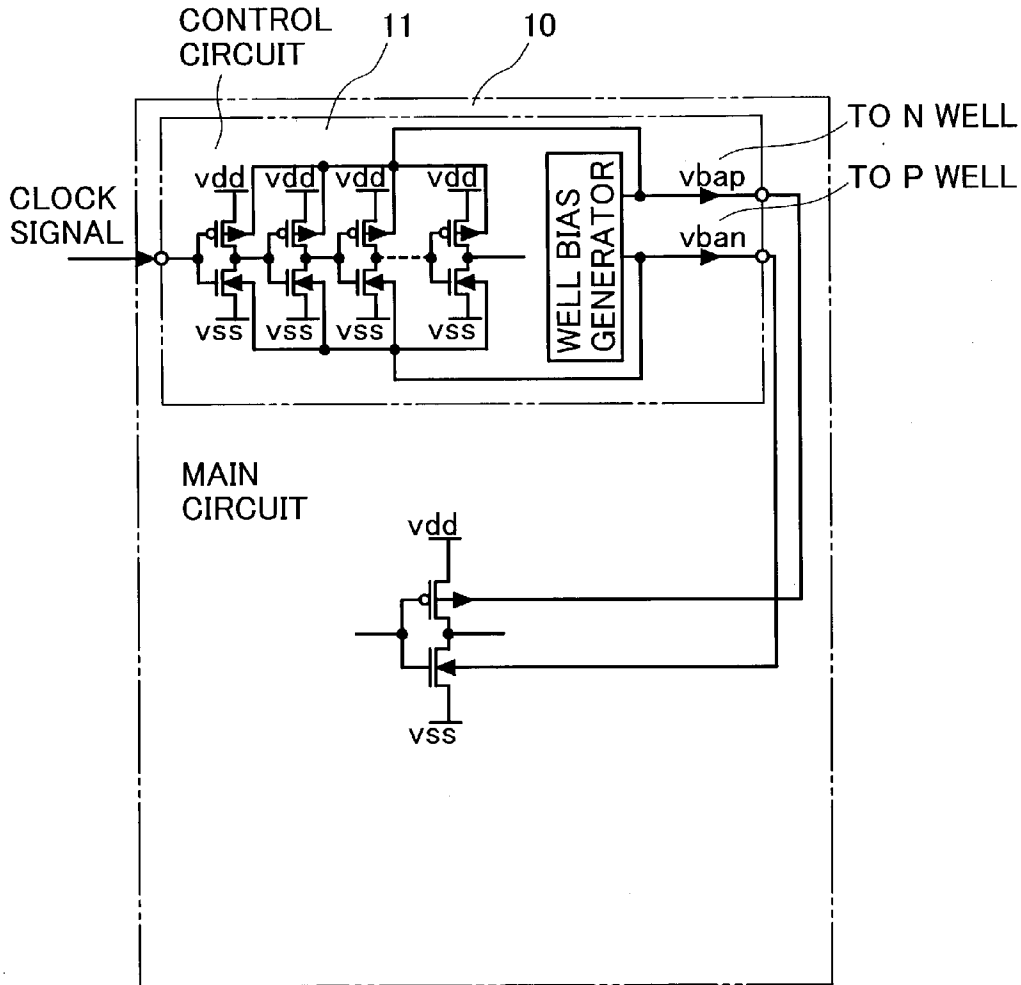 CONTROL
CIRCUIT
11
10
TO N WELL
TO P WELL
CLOCK
SIGNAL
vdd
vdd
vdd
vdd
vss
vss
vss
vss
WELL BIAS
GENERATOR
vbap
vban
MAIN
CIRCUIT
vdd
vss